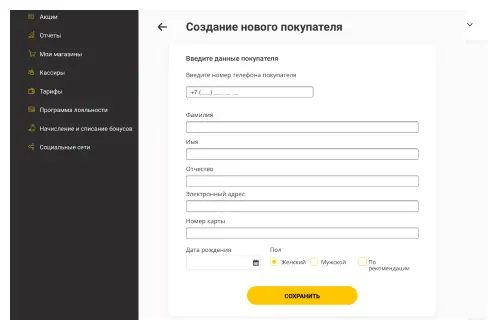 Акции
Отчеты
Мои магазины
Кассиры
Тарифы
Программа лояльности
Начисление и списание бонусов
Социальные сети
Создание нового покупателя
Введите данные покупателя
Введите номер телефона покупателя
+7 (___) ___-__-__
Фамилия
Имя
Отчество
Электронный адрес
Номер карты
Дата рождения
Пол
Женский
Мужской
По
рекомендации
СОХРАНИТЬ